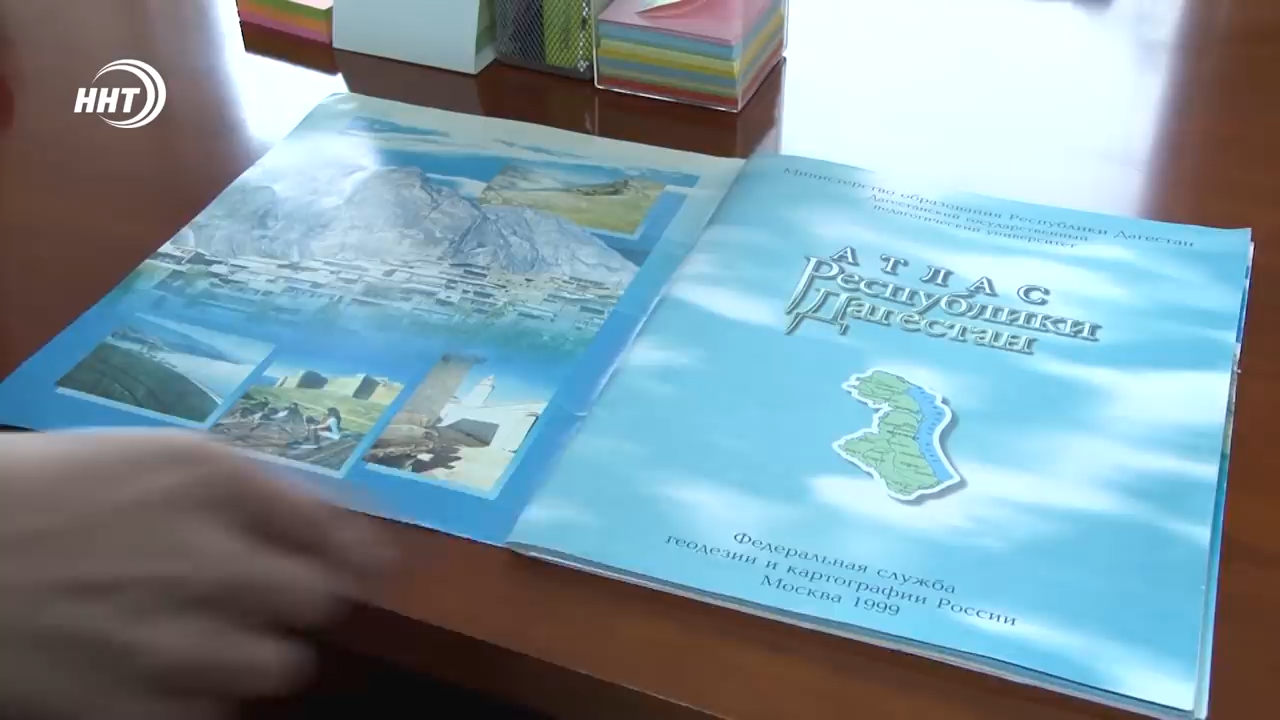 ННТ
Министерство образования Республики Дагестан
Дагестанский государственный
педагогический университет
АТЛАС
Республики
Дагестан
Федеральная служба
геодезии и картографии России
Москва 1999